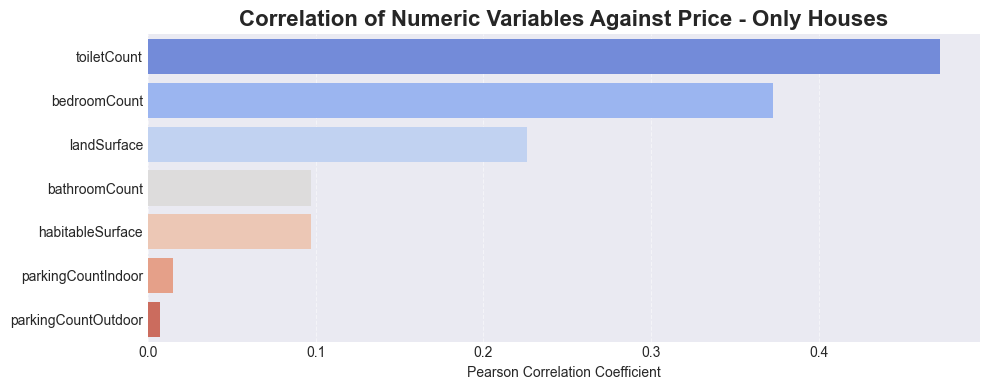 Correlation of Numeric Variables Against Price - Only Houses
toiletCount
bedroomCount
landSurface
bathroomCount
habitableSurface
parkingCountIndoor
parkingCountOutdoor
0.0 0.1 0.2 0.3 0.4
Pearson Correlation Coefficient